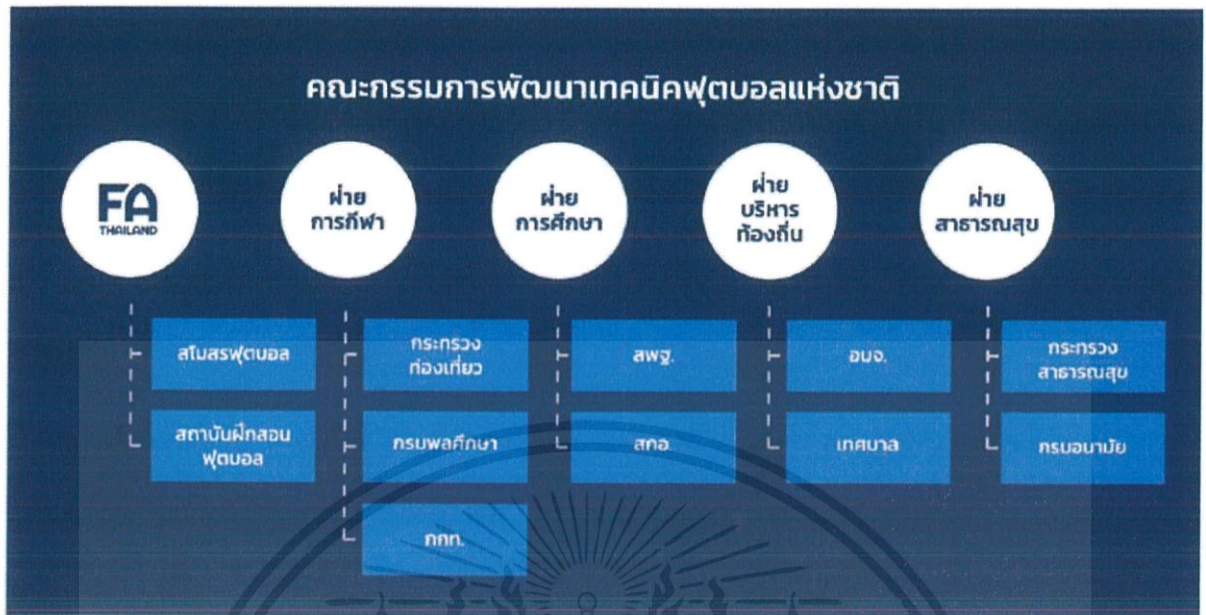 คณะกรรมการพัฒนาเทคนิคฟุตบอลแห่งชาติ
FA
THAILAND
ฝ่าย
การกีฬา
ฝ่าย
การศึกษา
ฝ่าย
บริหาร
ท้องถิ่น
ฝ่าย
สาธารณสุข
สโมสรฟุตบอล
สถาบันฝึกสอน
ฟุตบอล
กระทรวง
ท่องเที่ยว
กรมพลศึกษา
กกท.
สพฐ.
สกอ.
อบจ.
เทศบาล
กระทรวง
สาธารณสุข
กรมอนามัย